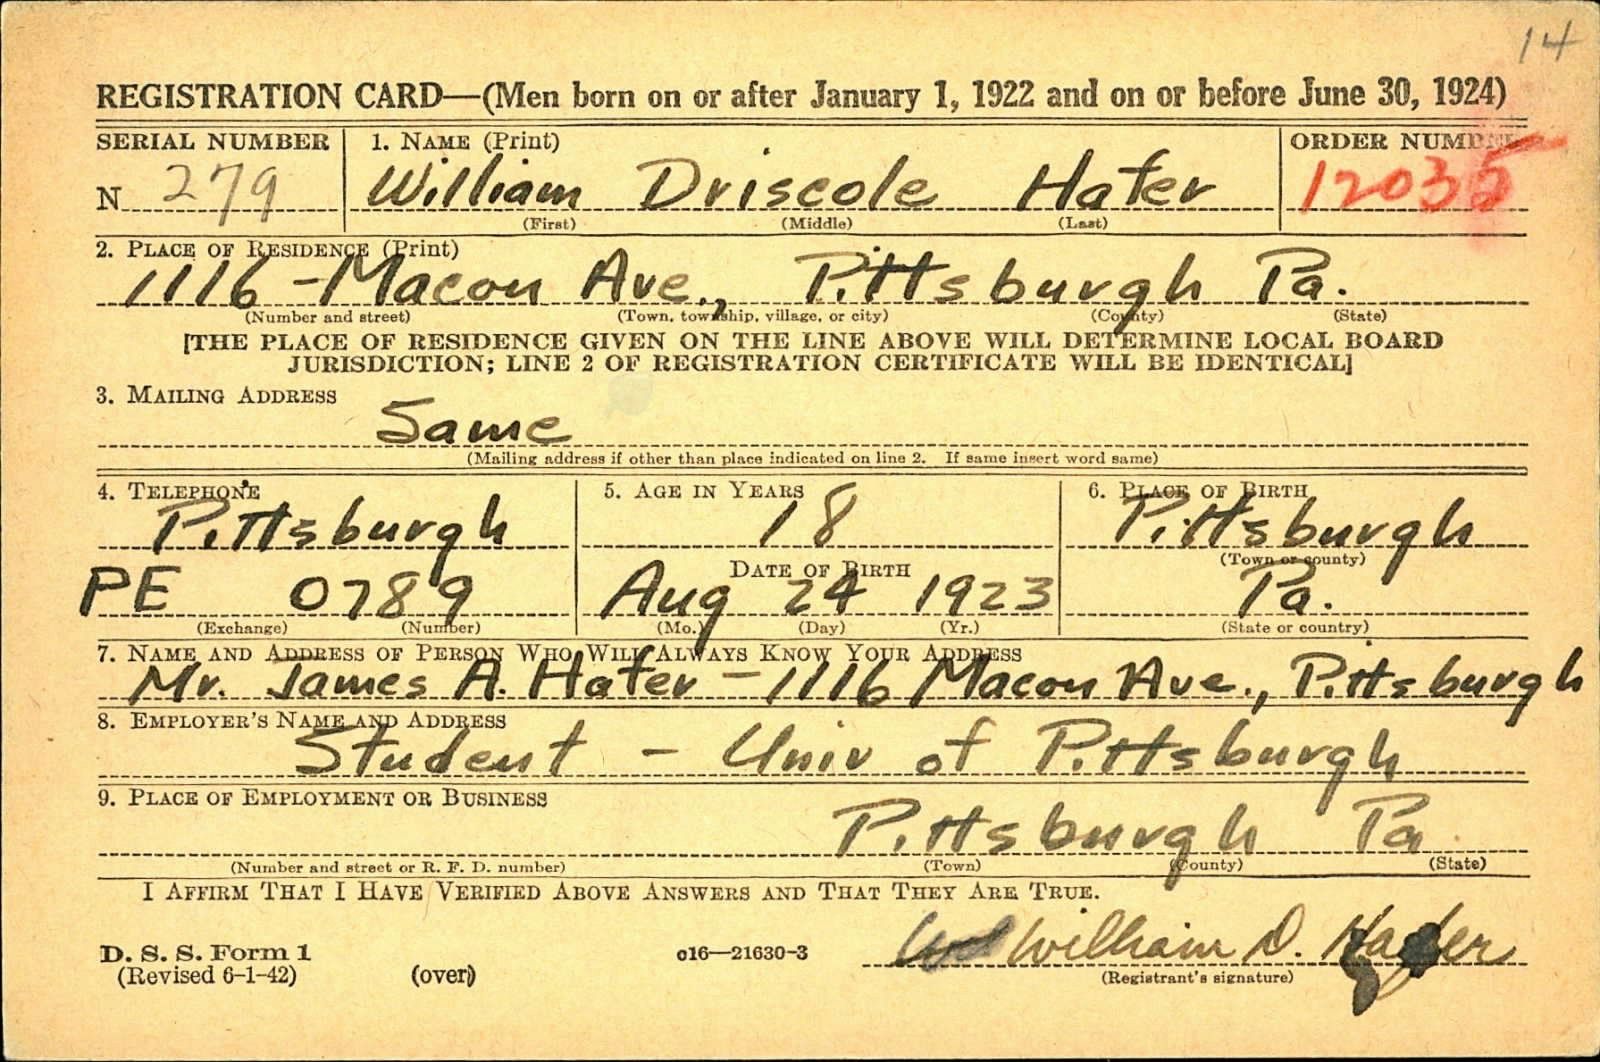 14
REGISTRATION CARD—(Men born on or after January 1, 1922 and on or before June 30, 1924)
SERIAL NUMBER 1. NAME (Print) ORDER NUMBER
N 279 William Driscole Hafer 12035
(First) (Middle) (Last)
2. PLACE OF RESIDENCE (Print)
1116 - Macon Ave., Pittsburgh Pa.
(Number and street) (Town, township, village, or city) (County) (State)
[THE PLACE OF RESIDENCE GIVEN ON THE LINE ABOVE WILL DETERMINE LOCAL BOARD
JURISDICTION; LINE 2 OF REGISTRATION CERTIFICATE WILL BE IDENTICAL]
3. MAILING ADDRESS
Same
(Mailing address if other than place indicated on line 2. If same insert word same)
4. TELEPHONE 5. AGE IN YEARS 6. PLACE OF BIRTH
Pittsburgh 18 Pittsburgh
DATE OF BIRTH (Town or county)
PE 0789 Aug 24 1923 Pa.
(Exchange) (Number) (Mo.) (Day) (Yr.) (State or country)
7. NAME AND ADDRESS OF PERSON WHO WILL ALWAYS KNOW YOUR ADDRESS
Mr. James A. Hafer - 1116 Macon Ave., Pittsburgh
8. EMPLOYER'S NAME AND ADDRESS
Student - Univ of Pittsburgh
9. PLACE OF EMPLOYMENT OR BUSINESS
Pittsburgh Pa.
(Number and street or R. F. D. number) (Town) (County) (State)
I AFFIRM THAT I HAVE VERIFIED ABOVE ANSWERS AND THAT THEY ARE TRUE.
William D. Hafer
D. S. S. Form 1 c16—21630-3
(Revised 6-1-42) (over) (Registrant's signature)